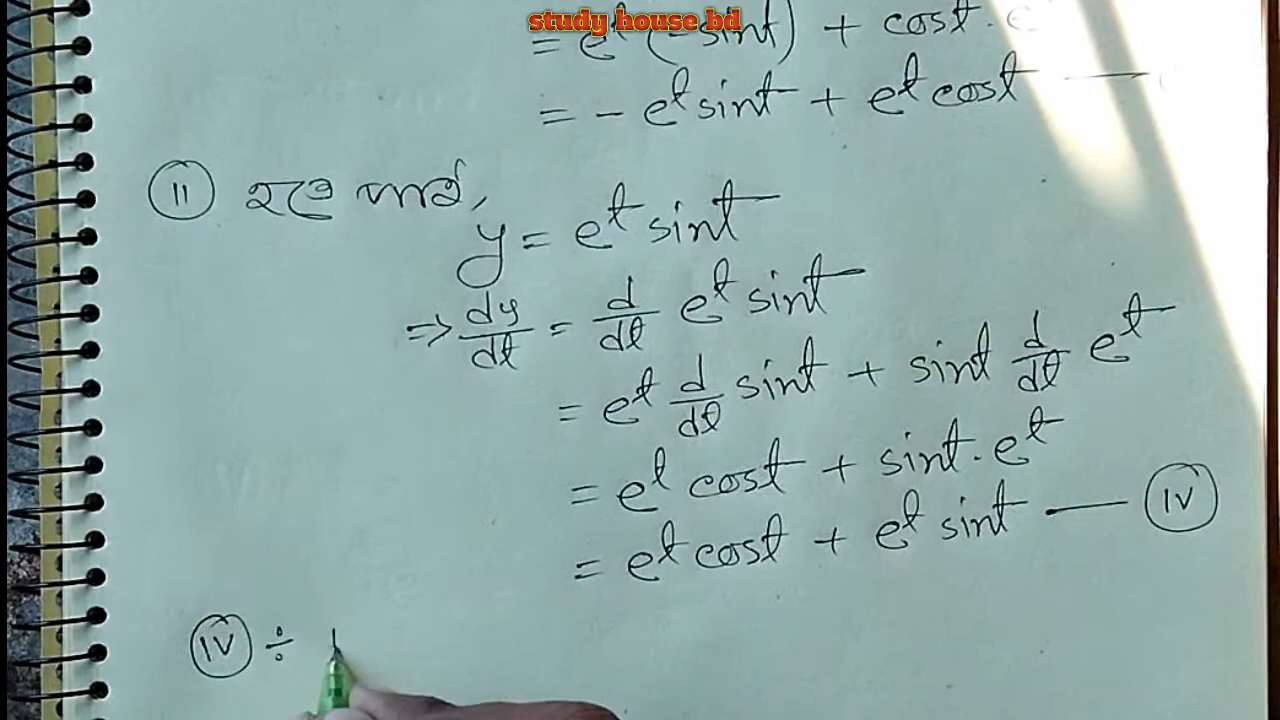 study house bd
= e^t (-sint) + cost · e
= - e^t sint + e^t cost —
(II) হতে পাই,
y = e^t sint
=> dy/dt = d/dt e^t sint
= e^t d/dt sint + sint d/dt e^t
= e^t cost + sint · e^t
= e^t cost + e^t sint — (IV)
(IV) ÷